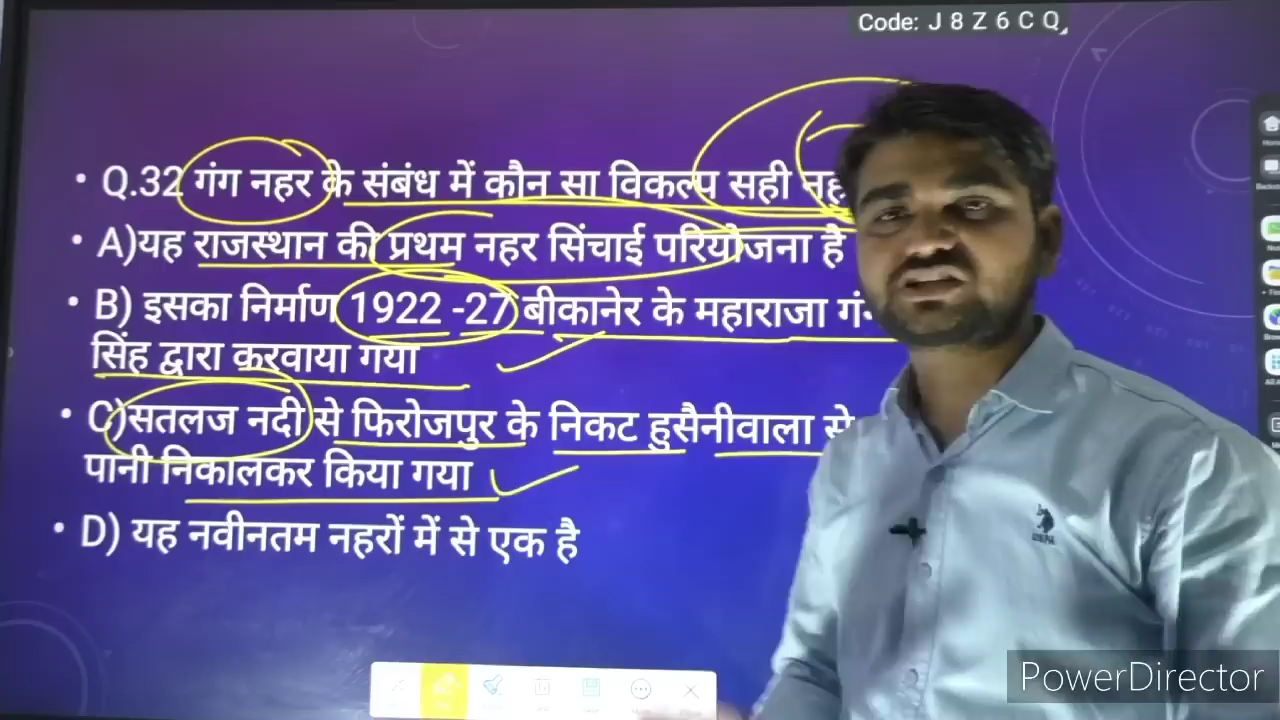 Code: J 8 Z 6 C Q
Q.32 गंग नहर के संबंध में कौन सा विकल्प सही
A)यह राजस्थान की प्रथम नहर सिंचाई परियोजना है
B) इसका निर्माण 1922 -27 बीकानेर के महाराजा
सिंह द्वारा करवाया गया
C)सतलज नदी से फिरोजपुर के निकट हुसैनीवाला से
पानी निकालकर किया गया
D) यह नवीनतम नहरों में से एक है
PowerDirector